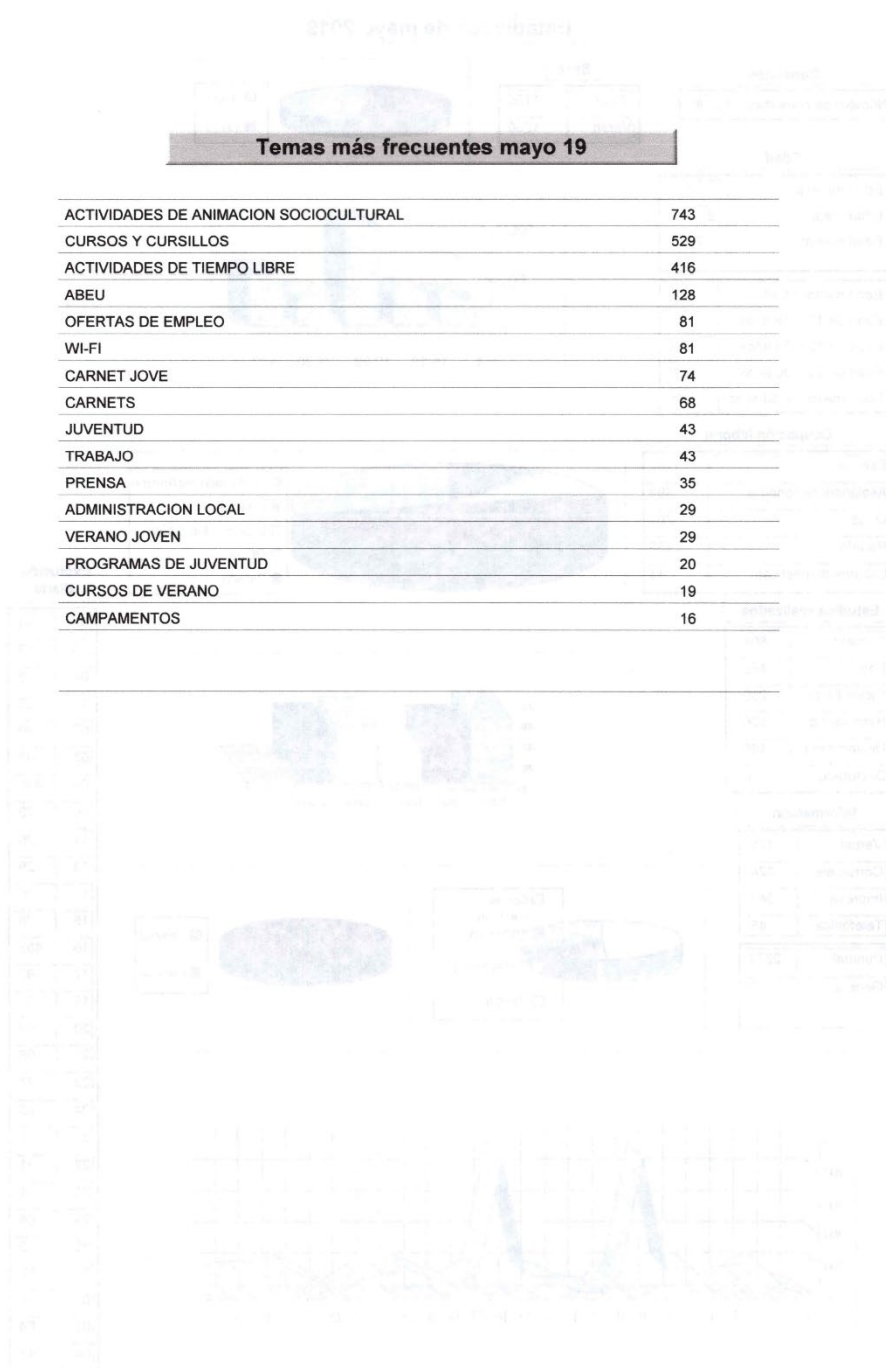 Temas más frecuentes mayo 19
ACTIVIDADES DE ANIMACION SOCIOCULTURAL 743
CURSOS Y CURSILLOS 529
ACTIVIDADES DE TIEMPO LIBRE 416
ABEU 128
OFERTAS DE EMPLEO 81
WI-FI 81
CARNET JOVE 74
CARNETS 68
JUVENTUD 43
TRABAJO 43
PRENSA 35
ADMINISTRACION LOCAL 29
VERANO JOVEN 29
PROGRAMAS DE JUVENTUD 20
CURSOS DE VERANO 19
CAMPAMENTOS 16